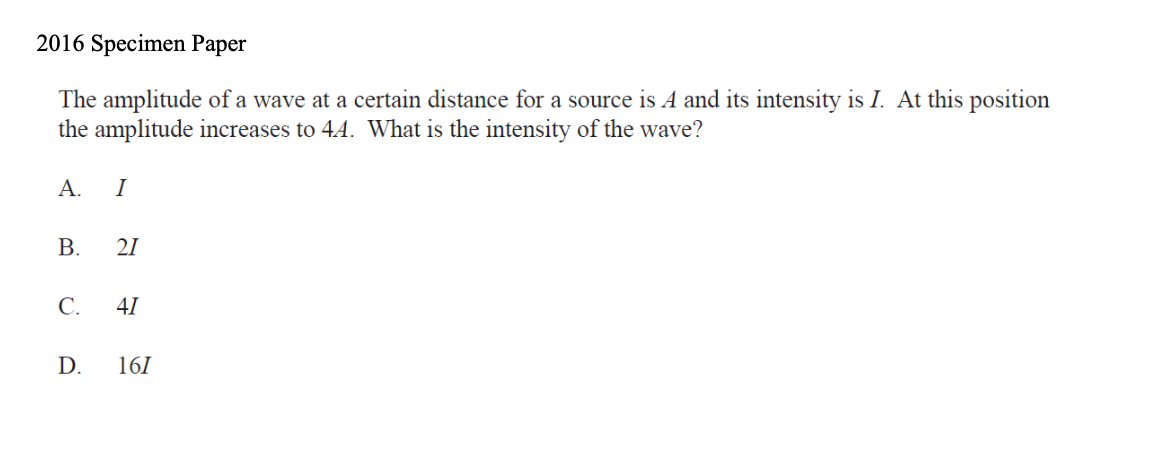 2016 Specimen Paper
The amplitude of a wave at a certain distance for a source is A and its intensity is I. At this position
the amplitude increases to 4A. What is the intensity of the wave?
A. I
B. 2I
C. 4I
D. 16I